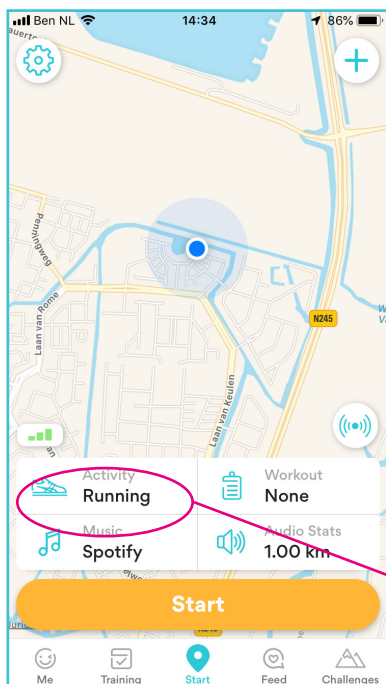 Ben NL
14:34
86%
Panningweg
Laan van Rome
N245
Laan van Keulen
Activity
Running
Workout
None
Music
Spotify
Audio Stats
1.00 km
Start
Me
Training
Start
Feed
Challenges